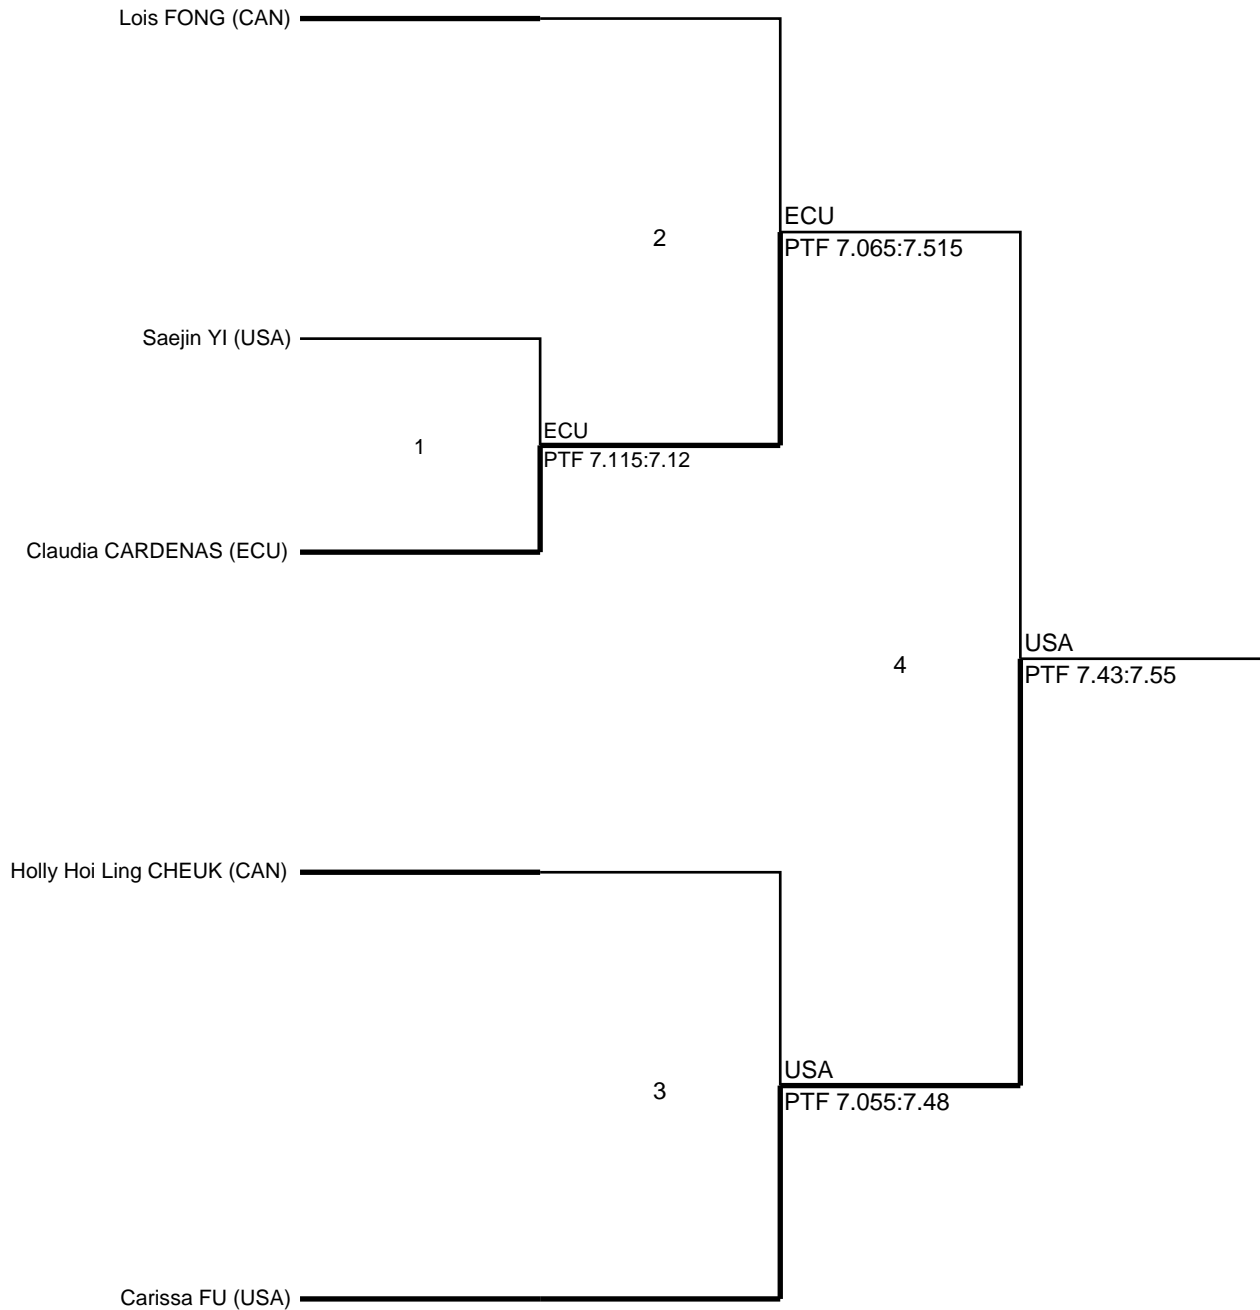 Lois FONG (CAN)
ECU
2
PTF 7.065:7.515
Saejin YI (USA)
ECU
1
PTF 7.115:7.12
Claudia CARDENAS (ECU)
USA
4
PTF 7.43:7.55
Holly Hoi Ling CHEUK (CAN)
USA
3
PTF 7.055:7.48
Carissa FU (USA)